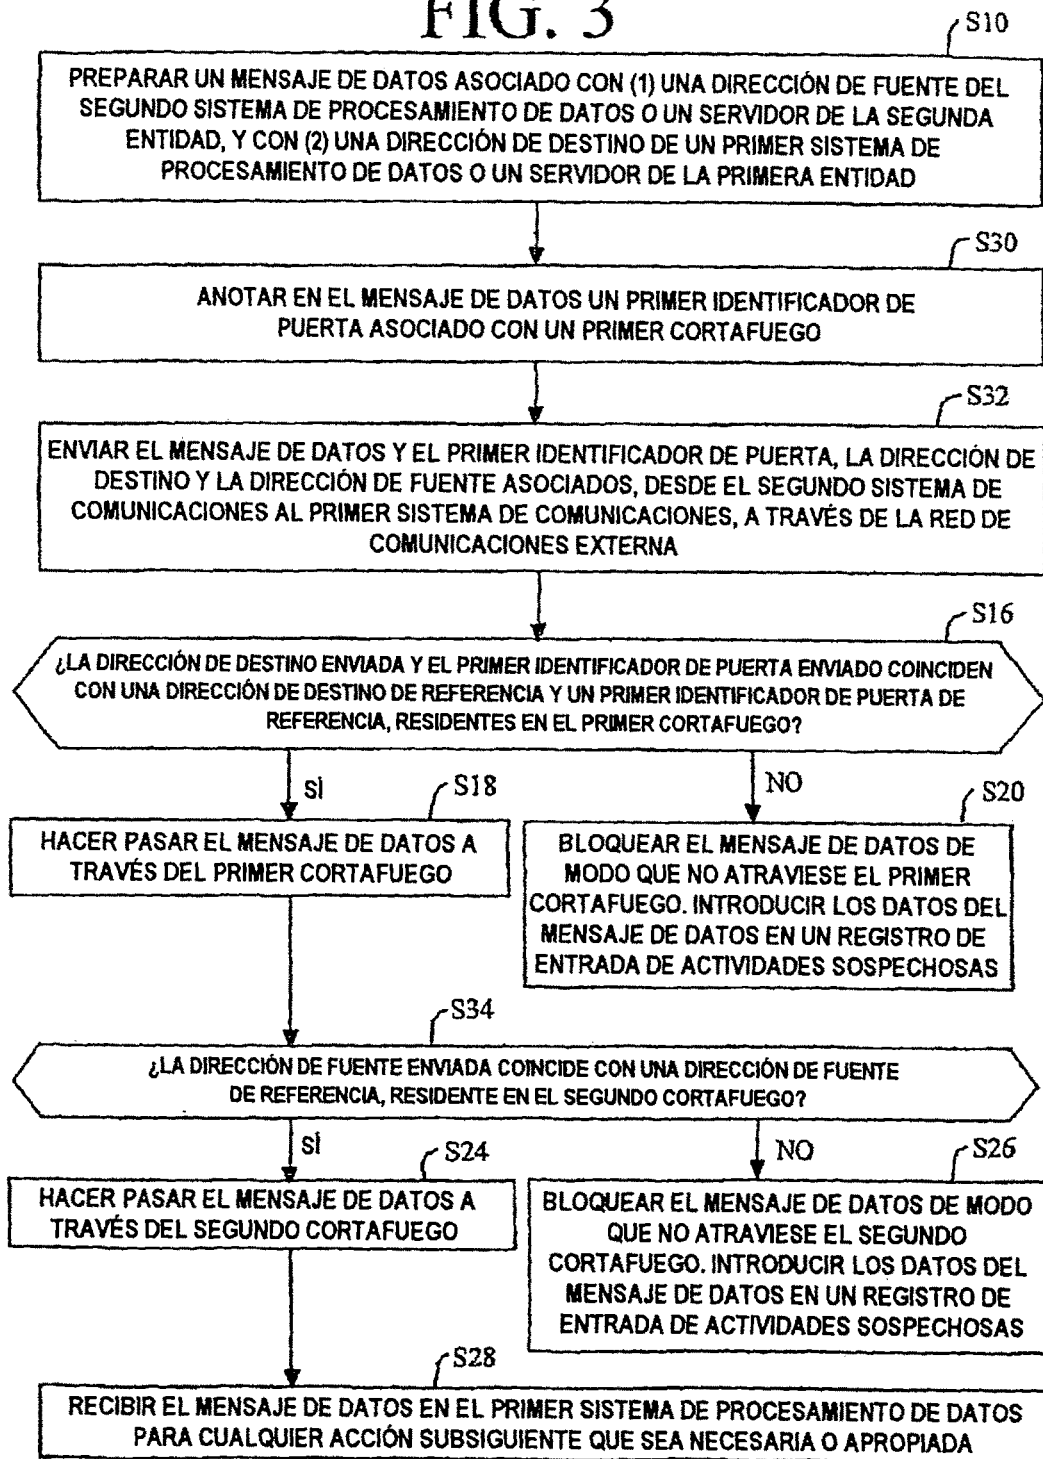 FIG. 3
S10
PREPARAR UN MENSAJE DE DATOS ASOCIADO CON (1) UNA DIRECCIÓN DE FUENTE DEL
SEGUNDO SISTEMA DE PROCESAMIENTO DE DATOS O UN SERVIDOR DE LA SEGUNDA
ENTIDAD, Y CON (2) UNA DIRECCIÓN DE DESTINO DE UN PRIMER SISTEMA DE
PROCESAMIENTO DE DATOS O UN SERVIDOR DE LA PRIMERA ENTIDAD
S30
ANOTAR EN EL MENSAJE DE DATOS UN PRIMER IDENTIFICADOR DE
PUERTA ASOCIADO CON UN PRIMER CORTAFUEGO
S32
ENVIAR EL MENSAJE DE DATOS Y EL PRIMER IDENTIFICADOR DE PUERTA, LA DIRECCIÓN DE
DESTINO Y LA DIRECCIÓN DE FUENTE ASOCIADOS, DESDE EL SEGUNDO SISTEMA DE
COMUNICACIONES AL PRIMER SISTEMA DE COMUNICACIONES, A TRAVÉS DE LA RED DE
COMUNICACIONES EXTERNA
S16
¿LA DIRECCIÓN DE DESTINO ENVIADA Y EL PRIMER IDENTIFICADOR DE PUERTA ENVIADO COINCIDEN
CON UNA DIRECCIÓN DE DESTINO DE REFERENCIA Y UN PRIMER IDENTIFICADOR DE PUERTA DE
REFERENCIA, RESIDENTES EN EL PRIMER CORTAFUEGO?
SÍ
S18
NO
S20
HACER PASAR EL MENSAJE DE DATOS A
TRAVÉS DEL PRIMER CORTAFUEGO
BLOQUEAR EL MENSAJE DE DATOS DE
MODO QUE NO ATRAVIESE EL PRIMER
CORTAFUEGO. INTRODUCIR LOS DATOS DEL
MENSAJE DE DATOS EN UN REGISTRO DE
ENTRADA DE ACTIVIDADES SOSPECHOSAS
S34
¿LA DIRECCIÓN DE FUENTE ENVIADA COINCIDE CON UNA DIRECCIÓN DE FUENTE
DE REFERENCIA, RESIDENTE EN EL SEGUNDO CORTAFUEGO?
SÍ
S24
NO
S26
HACER PASAR EL MENSAJE DE DATOS A
TRAVÉS DEL SEGUNDO CORTAFUEGO
BLOQUEAR EL MENSAJE DE DATOS DE MODO
QUE NO ATRAVIESE EL SEGUNDO
CORTAFUEGO. INTRODUCIR LOS DATOS DEL
MENSAJE DE DATOS EN UN REGISTRO DE
ENTRADA DE ACTIVIDADES SOSPECHOSAS
S28
RECIBIR EL MENSAJE DE DATOS EN EL PRIMER SISTEMA DE PROCESAMIENTO DE DATOS
PARA CUALQUIER ACCIÓN SUBSIGUIENTE QUE SEA NECESARIA O APROPIADA